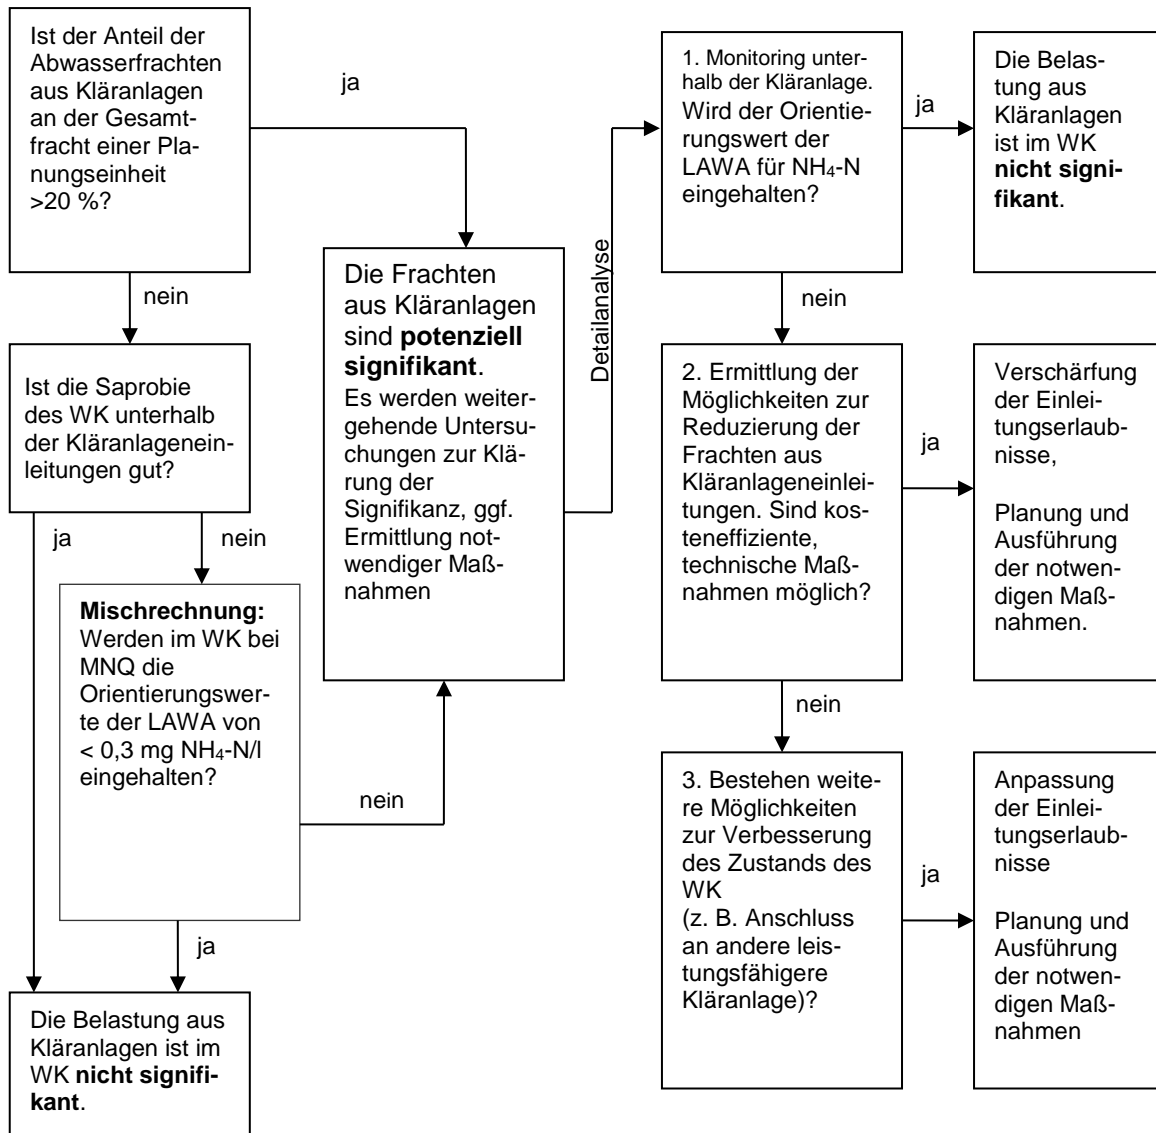 Ist der Anteil der
Abwasserfrachten
aus Kläranlagen
an der Gesamt-
fracht einer Pla-
nungseinheit
>20 %?
ja
nein
Ist die Saprobie
des WK unterhalb
der Kläranlagenein-
leitungen gut?
ja
nein
Mischrechnung:
Werden im WK bei
MNQ die
Orientierungswer-
te der LAWA von
< 0,3 mg NH₄-N/l
eingehalten?
nein
ja
Die Belastung aus
Kläranlagen ist im
WK nicht signifi-
kant.
Die Frachten
aus Kläranlagen
sind potenziell
signifikant.
Es werden weiter-
gehende Untersu-
chungen zur Klä-
rung der
Signifikanz, ggf.
Ermittlung not-
wendiger Maß-
nahmen
Detailanalyse
1. Monitoring unter-
halb der Kläranlage.
Wird der Orientie-
rungswert der
LAWA für NH₄-N
eingehalten?
ja
Die Belas-
tung aus
Kläranlagen
ist im WK
nicht signi-
fikant.
nein
2. Ermittlung der
Möglichkeiten zur
Reduzierung der
Frachten aus
Kläranlageneinlei-
tungen. Sind kos-
teneffiziente,
technische Maß-
nahmen möglich?
ja
Verschärfung
der Einlei-
tungserlaub-
nisse,
Planung und
Ausführung
der notwen-
digen Maß-
nahmen.
nein
3. Bestehen weite-
re Möglichkeiten
zur Verbesserung
des Zustands des
WK
(z. B. Anschluss
an andere leis-
tungsfähigere
Kläranlage)?
ja
Anpassung
der Einlei-
tungserlaub-
nisse
Planung und
Ausführung
der notwen-
digen Maß-
nahmen